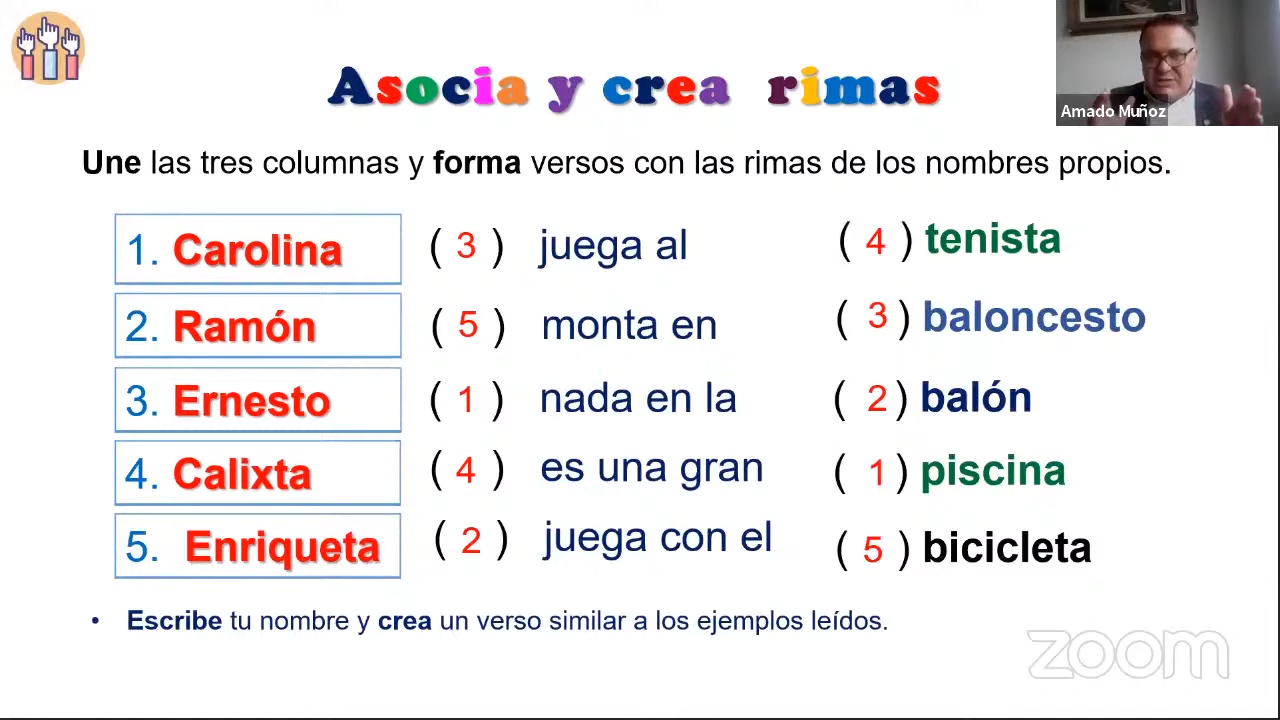 Asocia y crea rimas
Amado Muñoz
Une las tres columnas y forma versos con las rimas de los nombres propios.
1. Carolina ( 3 ) juega al ( 4 ) tenista
2. Ramón ( 5 ) monta en ( 3 ) baloncesto
3. Ernesto ( 1 ) nada en la ( 2 ) balón
4. Calixta ( 4 ) es una gran ( 1 ) piscina
5. Enriqueta ( 2 ) juega con el ( 5 ) bicicleta
• Escribe tu nombre y crea un verso similar a los ejemplos leídos.
zoom